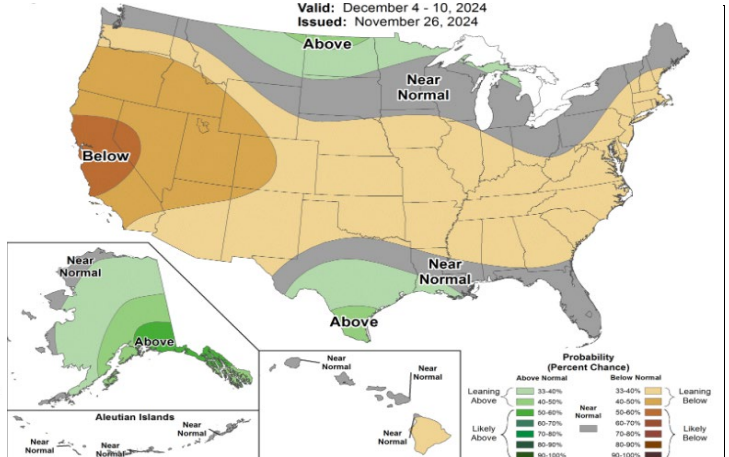 Valid: December 4 - 10, 2024
Issued: November 26, 2024
Above
Near
Normal
Below
Near
Normal
Above
Near
Normal
Above
Aleutian Islands
Near
Normal
Near
Normal
Near
Normal
Near
Normal
Near
Normal
Near
Normal
Probability
(Percent Chance)
Above Normal Below Normal
Leaning
Above
33-40%
40-50%
Likely
Above
50-60%
60-70%
70-80%
80-90%
90-100%
Near
Normal
33-40%
40-50%
Leaning
Below
50-60%
60-70%
70-80%
80-90%
90-100%
Likely
Below